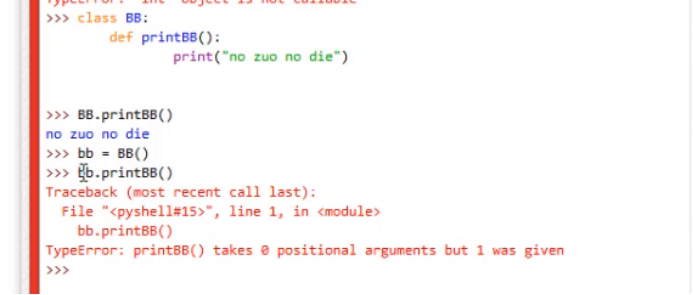 TypeError: 'int' object is not callable
>>> class BB:
        def printBB():
                print("no zuo no die")
>>> BB.printBB()
no zuo no die
>>> bb = BB()
>>> bb.printBB()
Traceback (most recent call last):
  File "<pyshell#15>", line 1, in <module>
    bb.printBB()
TypeError: printBB() takes 0 positional arguments but 1 was given
>>>